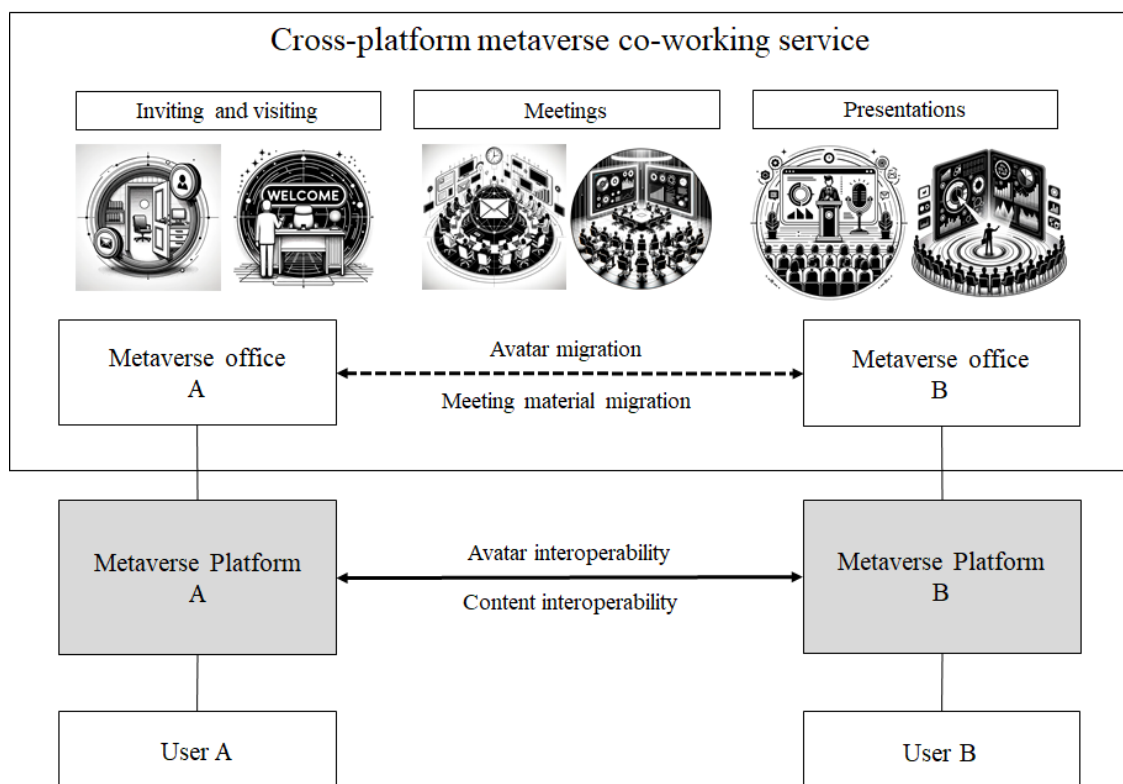 Cross-platform metaverse co-working service
Inviting and visiting
Meetings
Presentations
WELCOME
Metaverse office
A
Avatar migration
Meeting material migration
Metaverse office
B
Metaverse Platform
A
Avatar interoperability
Content interoperability
Metaverse Platform
B
User A
User B